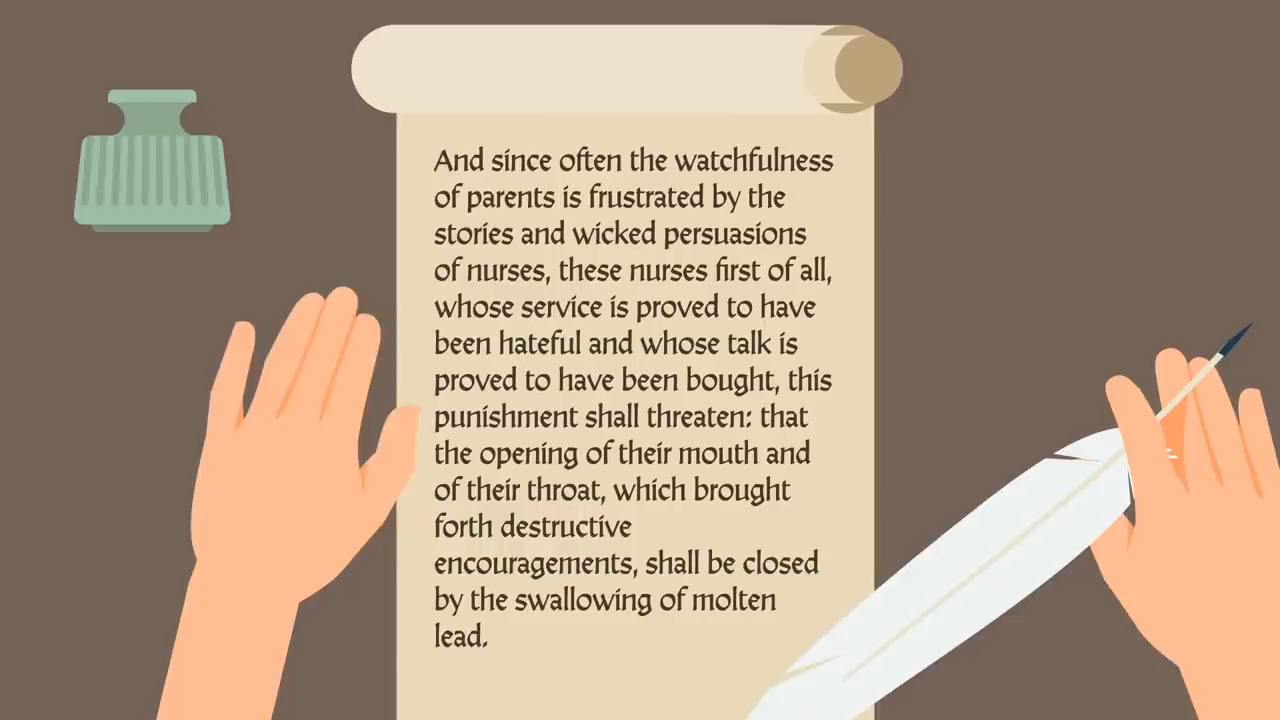 And since often the watchfulness
of parents is frustrated by the
stories and wicked persuasions
of nurses, these nurses first of all,
whose service is proved to have
been hateful and whose talk is
proved to have been bought, this
punishment shall threaten: that
the opening of their mouth and
of their throat, which brought
forth destructive
encouragements, shall be closed
by the swallowing of molten
lead.